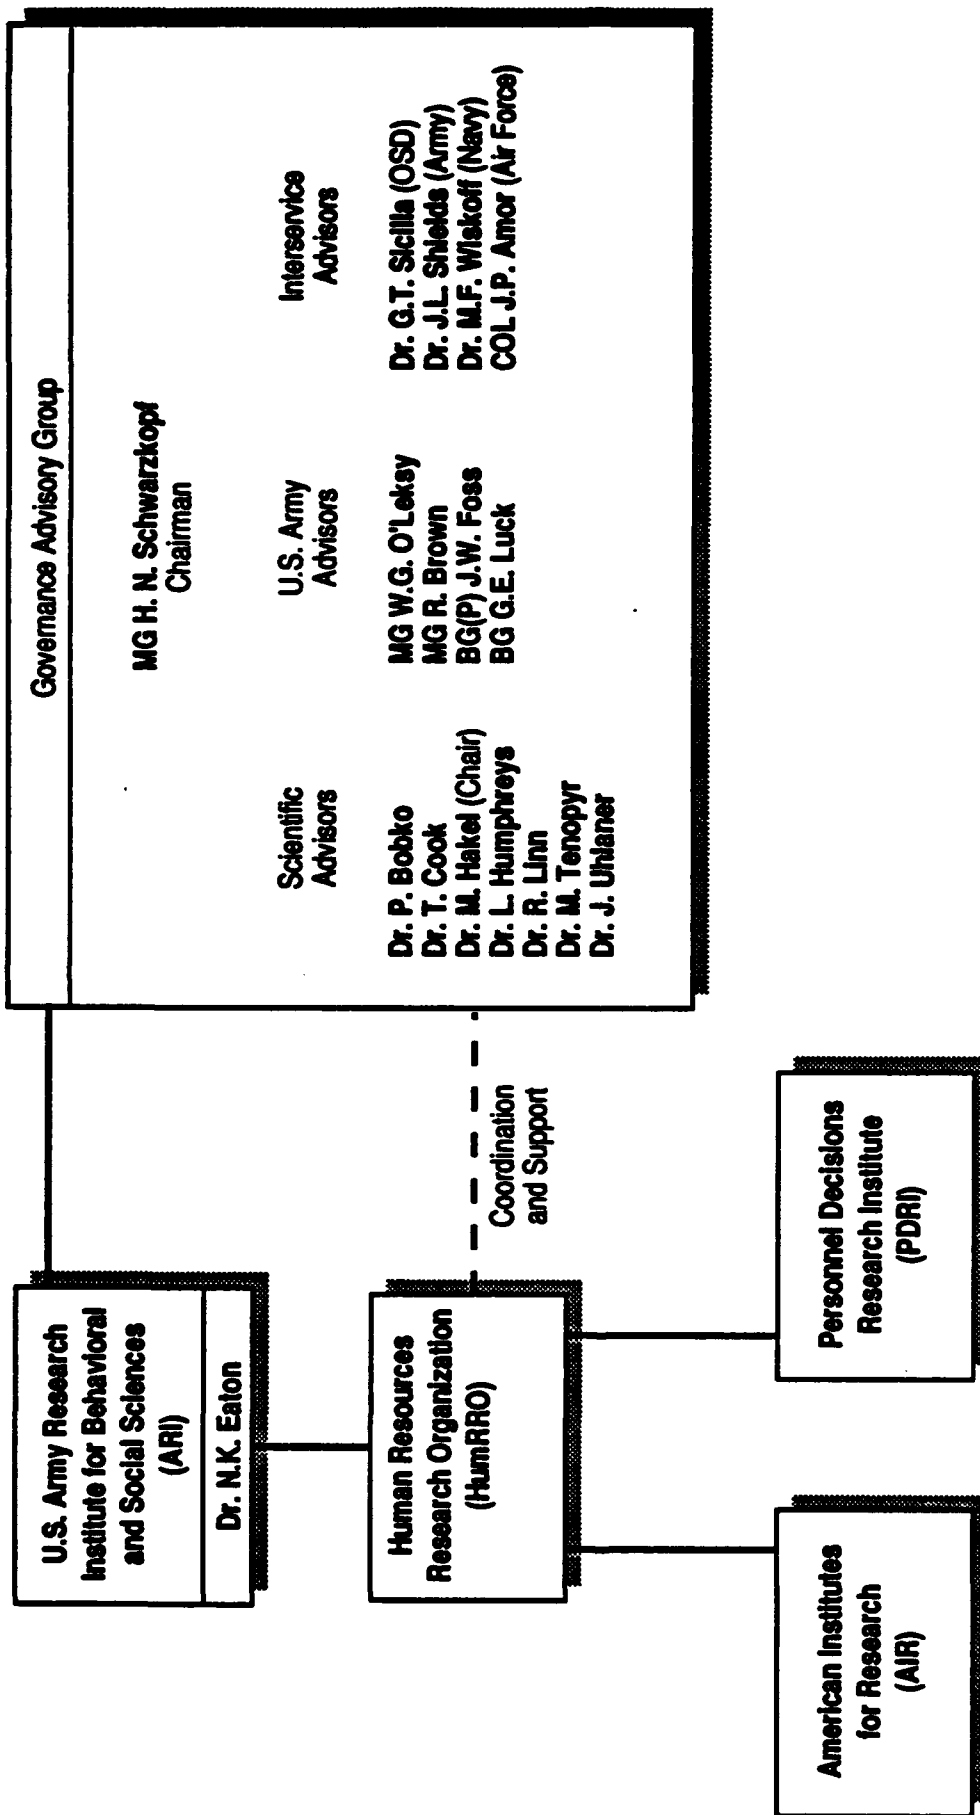 U.S. Army Research
Institute for Behavioral
and Social Sciences
(ARI)
Dr. N.K. Eaton
Human Resources
Research Organization
(HumRRO)
American Institutes
for Research
(AIR)
Personnel Decisions
Research Institute
(PDRI)
Coordination
and Support
Governance Advisory Group
MG H. N. Schwarzkopf
Chairman
Scientific
Advisors
Dr. P. Bobko
Dr. T. Cook
Dr. M. Hakel (Chair)
Dr. L. Humphreys
Dr. R. Linn
Dr. M. Tenopyr
Dr. J. Uhlaner
U.S. Army
Advisors
MG W.G. O'Leksy
MG R. Brown
BG(P) J.W. Foss
BG G.E. Luck
Interservice
Advisors
Dr. G.T. Sicilia (OSD)
Dr. J.L. Shields (Army)
Dr. M.F. Wiskoff (Navy)
COL J.P. Amor (Air Force)